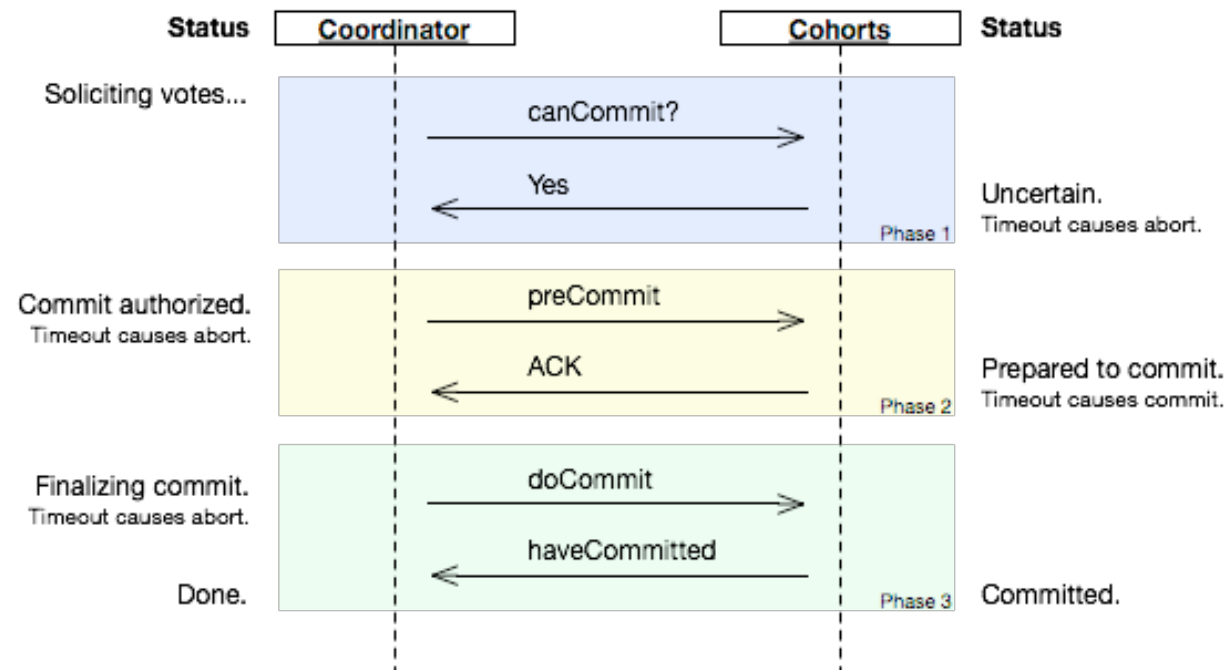 Status Coordinator Cohorts Status
Soliciting votes...
canCommit?
Yes
Uncertain.
Timeout causes abort.
Phase 1
Commit authorized.
Timeout causes abort.
preCommit
ACK
Prepared to commit.
Timeout causes commit.
Phase 2
Finalizing commit.
Timeout causes abort.
doCommit
haveCommitted
Done.
Committed.
Phase 3